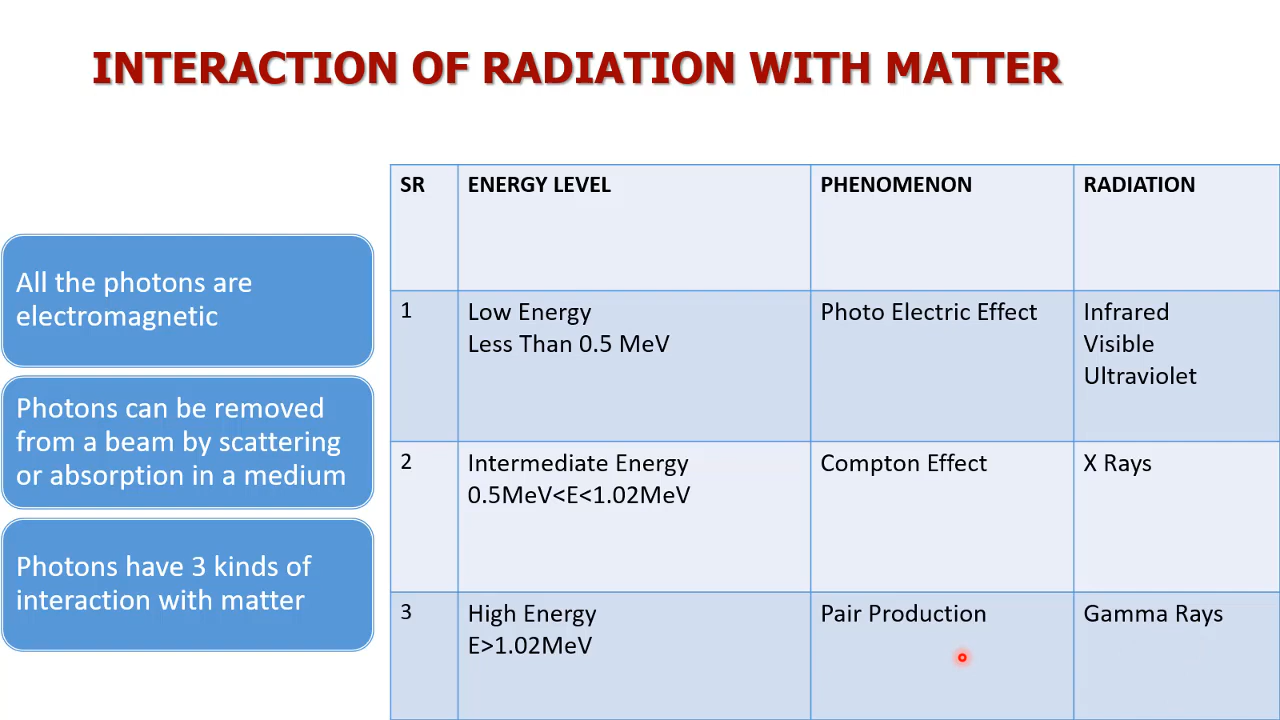 INTERACTION OF RADIATION WITH MATTER
All the photons are
electromagnetic
Photons can be removed
from a beam by scattering
or absorption in a medium
Photons have 3 kinds of
interaction with matter
SR ENERGY LEVEL PHENOMENON RADIATION
1 Low Energy Photo Electric Effect Infrared
Less Than 0.5 MeV Visible
Ultraviolet
2 Intermediate Energy Compton Effect X Rays
0.5MeV<E<1.02MeV
3 High Energy Pair Production Gamma Rays
E>1.02MeV